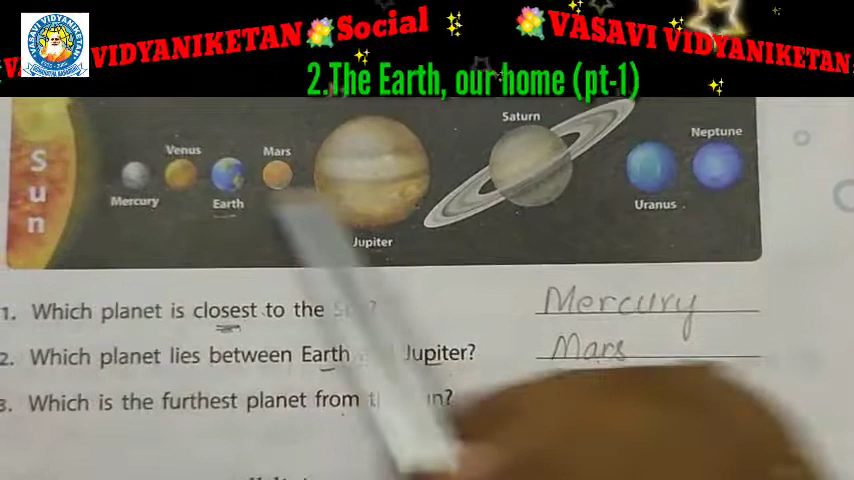 VIDYANIKETAN Social VASAVI VIDYANIKETAN
VASAVI VIDYANIKETAN
2.The Earth, our home (pt-1)
Sun
Mercury
Venus
Earth
Mars
Jupiter
Saturn
Uranus
Neptune
1. Which planet is closest to the Mercury
2. Which planet lies between Earth Jupiter? Mars
3. Which is the furthest planet from